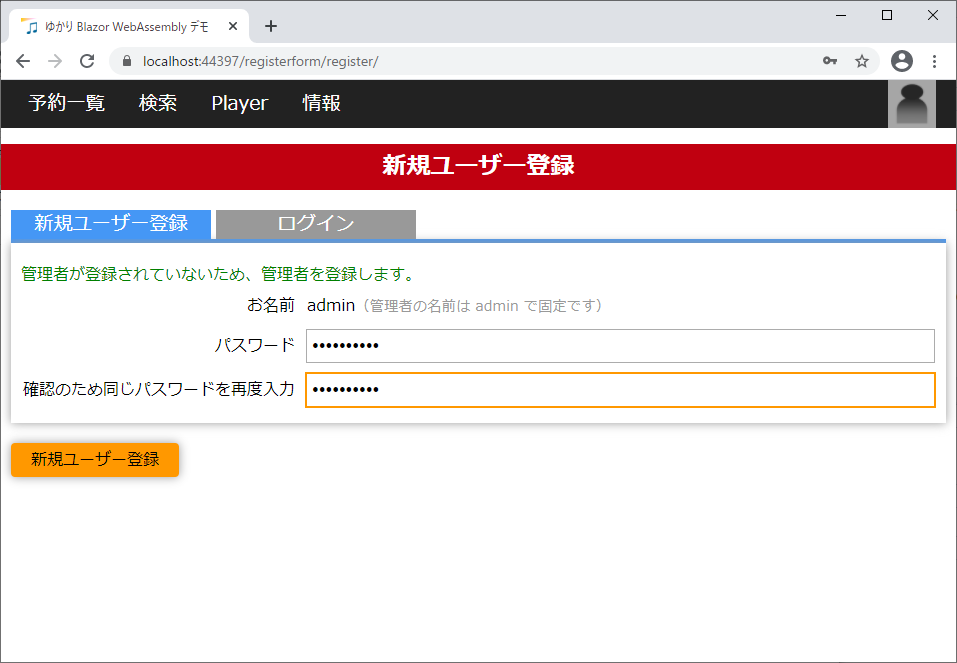 ゆかり Blazor WebAssembly デモ
localhost:44397/registerform/register/
予約一覧 検索 Player 情報
新規ユーザー登録
新規ユーザー登録 ログイン
管理者が登録されていないため、管理者を登録します。
お名前 admin（管理者の名前は admin で固定です）
パスワード ••••••••••
確認のため同じパスワードを再度入力 ••••••••••
新規ユーザー登録